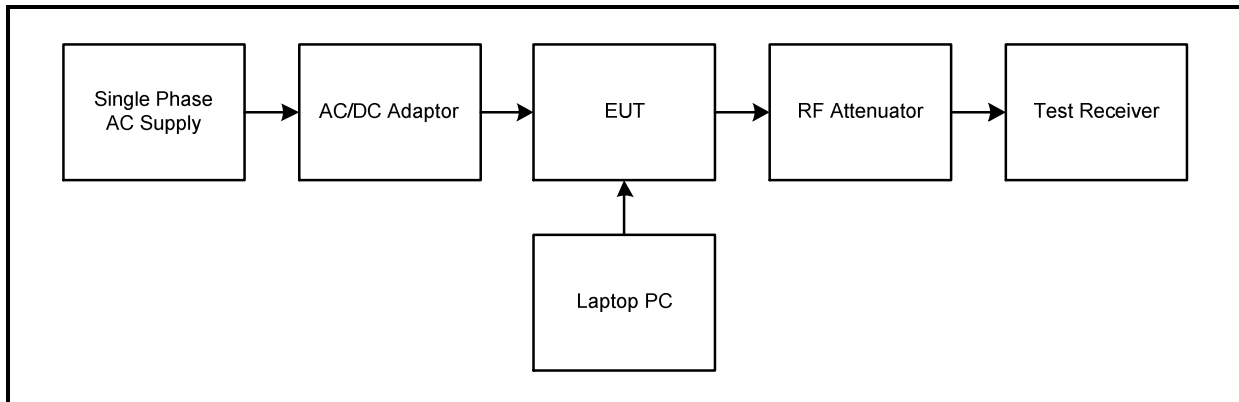 Single Phase
AC Supply
AC/DC Adaptor
EUT
RF Attenuator
Test Receiver
Laptop PC